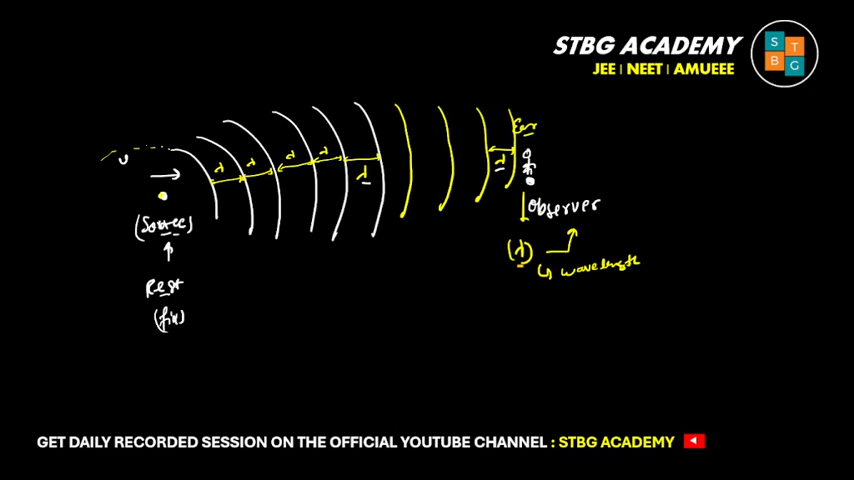 STBG ACADEMY
JEE | NEET | AMUEEE
S T
B G
Ear
v
λ λ λ λ λ λ
(Source)
Observer
(λ)
wavelength
Rest
(fix)
GET DAILY RECORDED SESSION ON THE OFFICIAL YOUTUBE CHANNEL : STBG ACADEMY